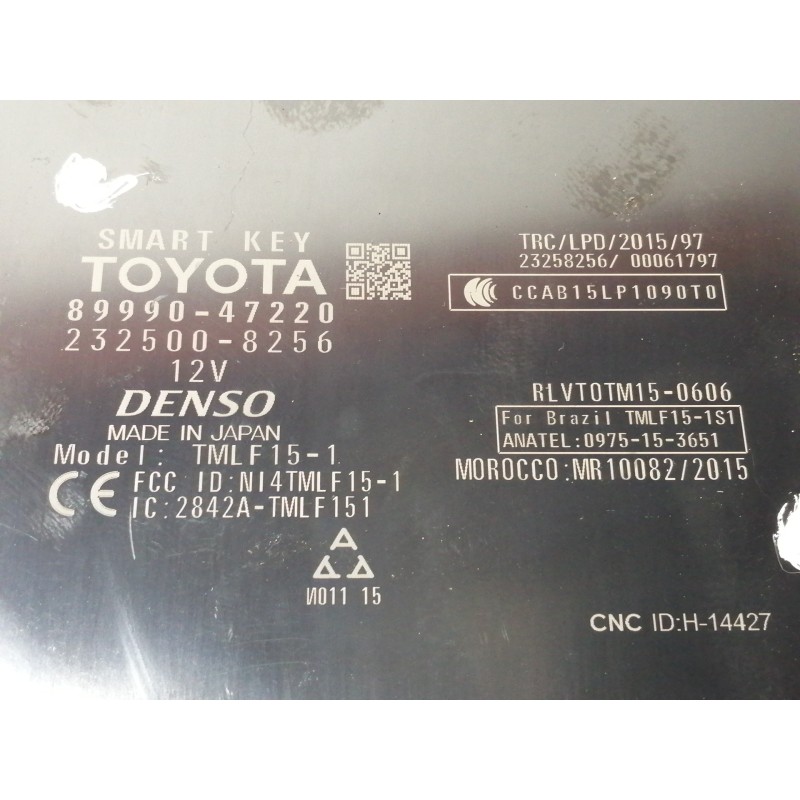 SMART KEY
TOYOTA
89990-47220
232500-8256
12V
DENSO
MADE IN JAPAN
Model: TMLF15-1
CE FCC ID:NI4TMLF15-1
IC:2842A-TMLF151
A
И011 15
TRC/LPD/2015/97
23258256/ 00061797
CCC CCAB15LP1090T0
RLVTOTM15-0606
For Brazil TMLF15-1S1
ANATEL:0975-15-3651
MOROCCO:MR10082/2015
CNC ID:H-14427